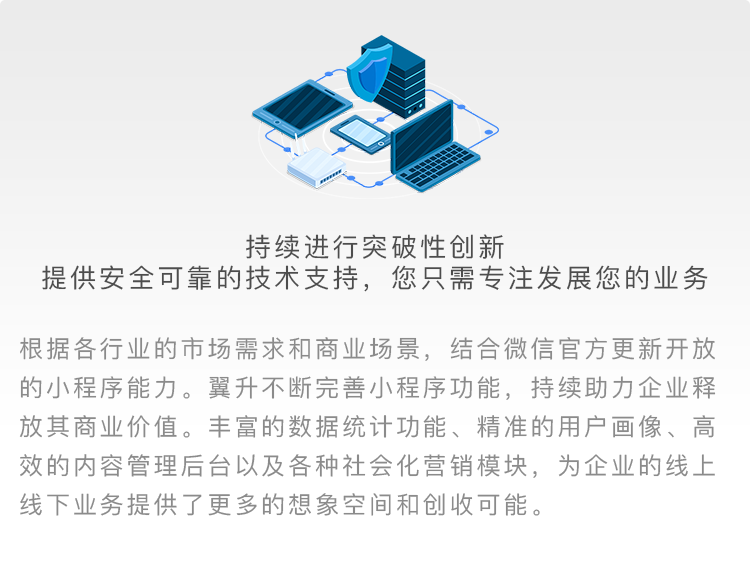 持续进行突破性创新
提供安全可靠的技术支持，您只需专注发展您的业务
根据各行业的市场需求和商业场景，结合微信官方更新开放
的小程序能力。翼升不断完善小程序功能，持续助力企业释
放其商业价值。丰富的数据统计功能、精准的用户画像、高
效的内容管理后台以及各种社会化营销模块，为企业的线上
线下业务提供了更多的想象空间和创收可能。